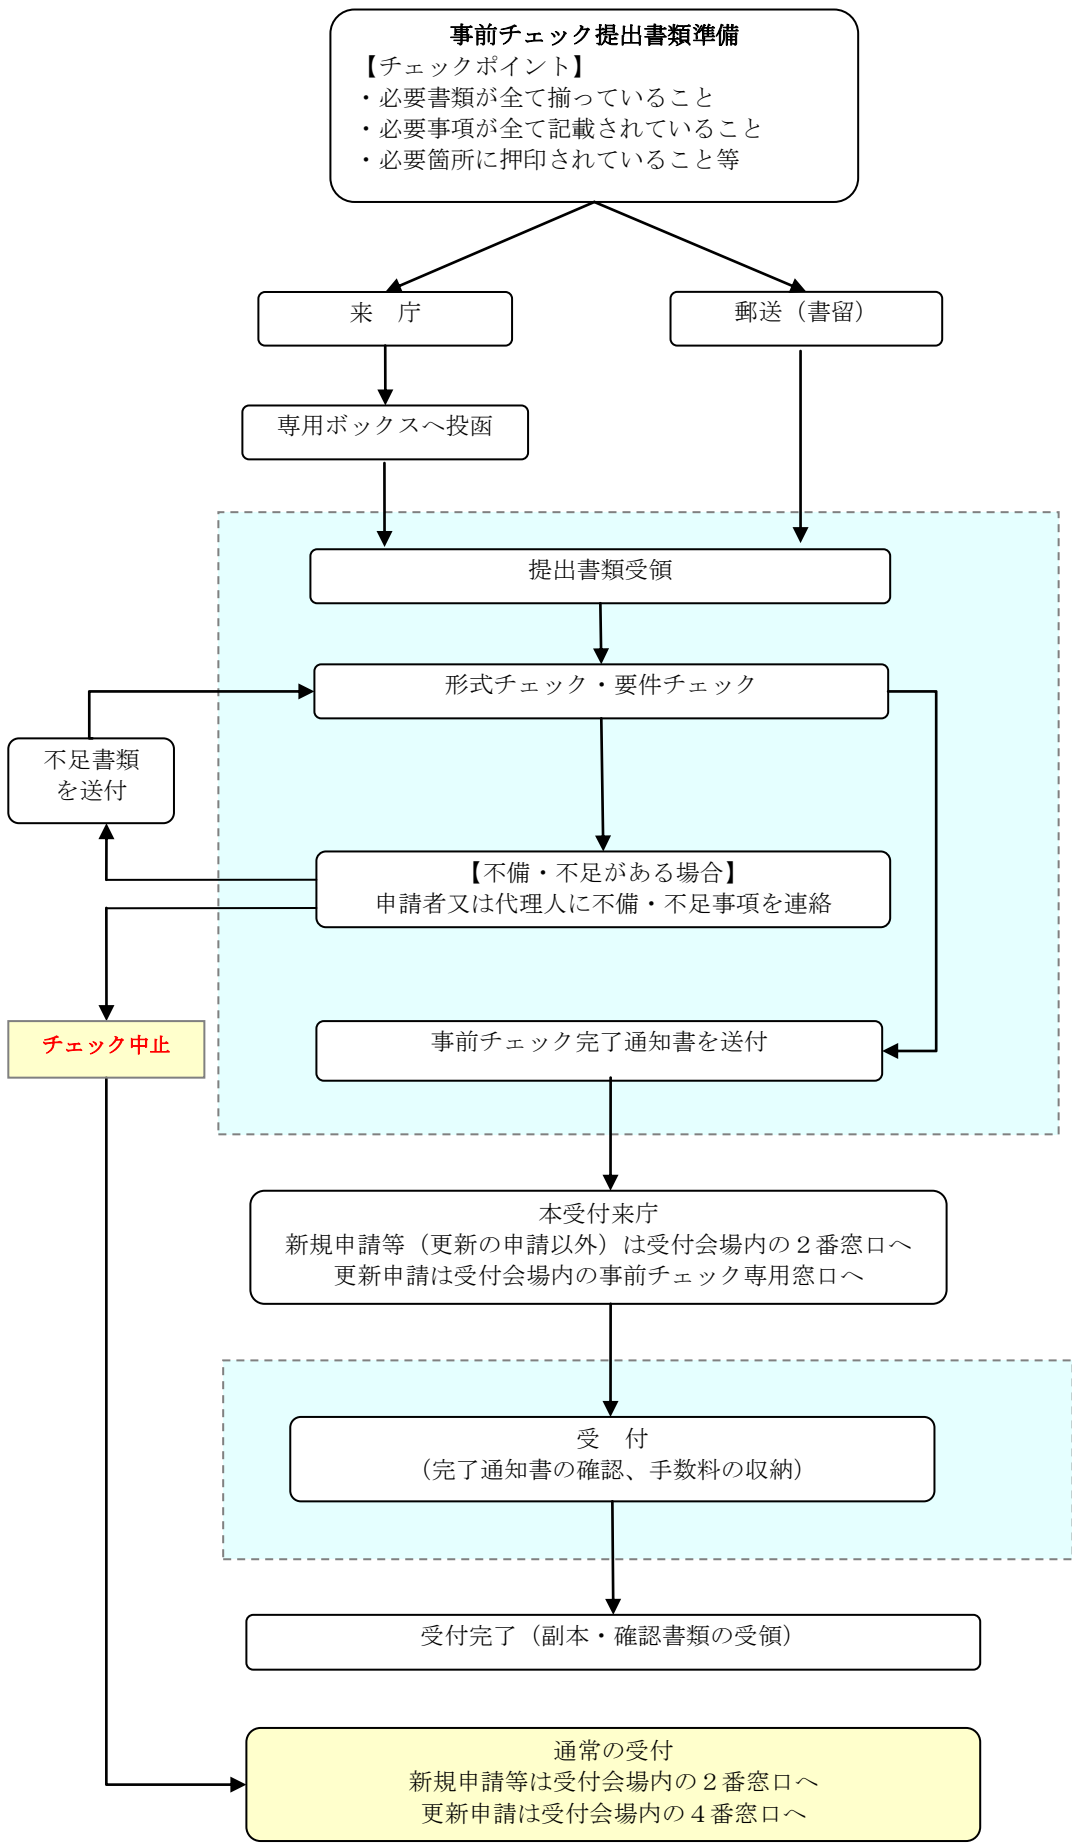 事前チェック提出書類準備
【チェックポイント】
・必要書類が全て揃っていること
・必要事項が全て記載されていること
・必要箇所に押印されていること等
来　庁
郵送（書留）
専用ボックスへ投函
提出書類受領
形式チェック・要件チェック
不足書類
を送付
【不備・不足がある場合】
申請者又は代理人に不備・不足事項を連絡
チェック中止
事前チェック完了通知書を送付
本受付来庁
新規申請等（更新の申請以外）は受付会場内の２番窓口へ
更新申請は受付会場内の事前チェック専用窓口へ
受　付
（完了通知書の確認、手数料の収納）
受付完了（副本・確認書類の受領）
通常の受付
新規申請等は受付会場内の２番窓口へ
更新申請は受付会場内の４番窓口へ